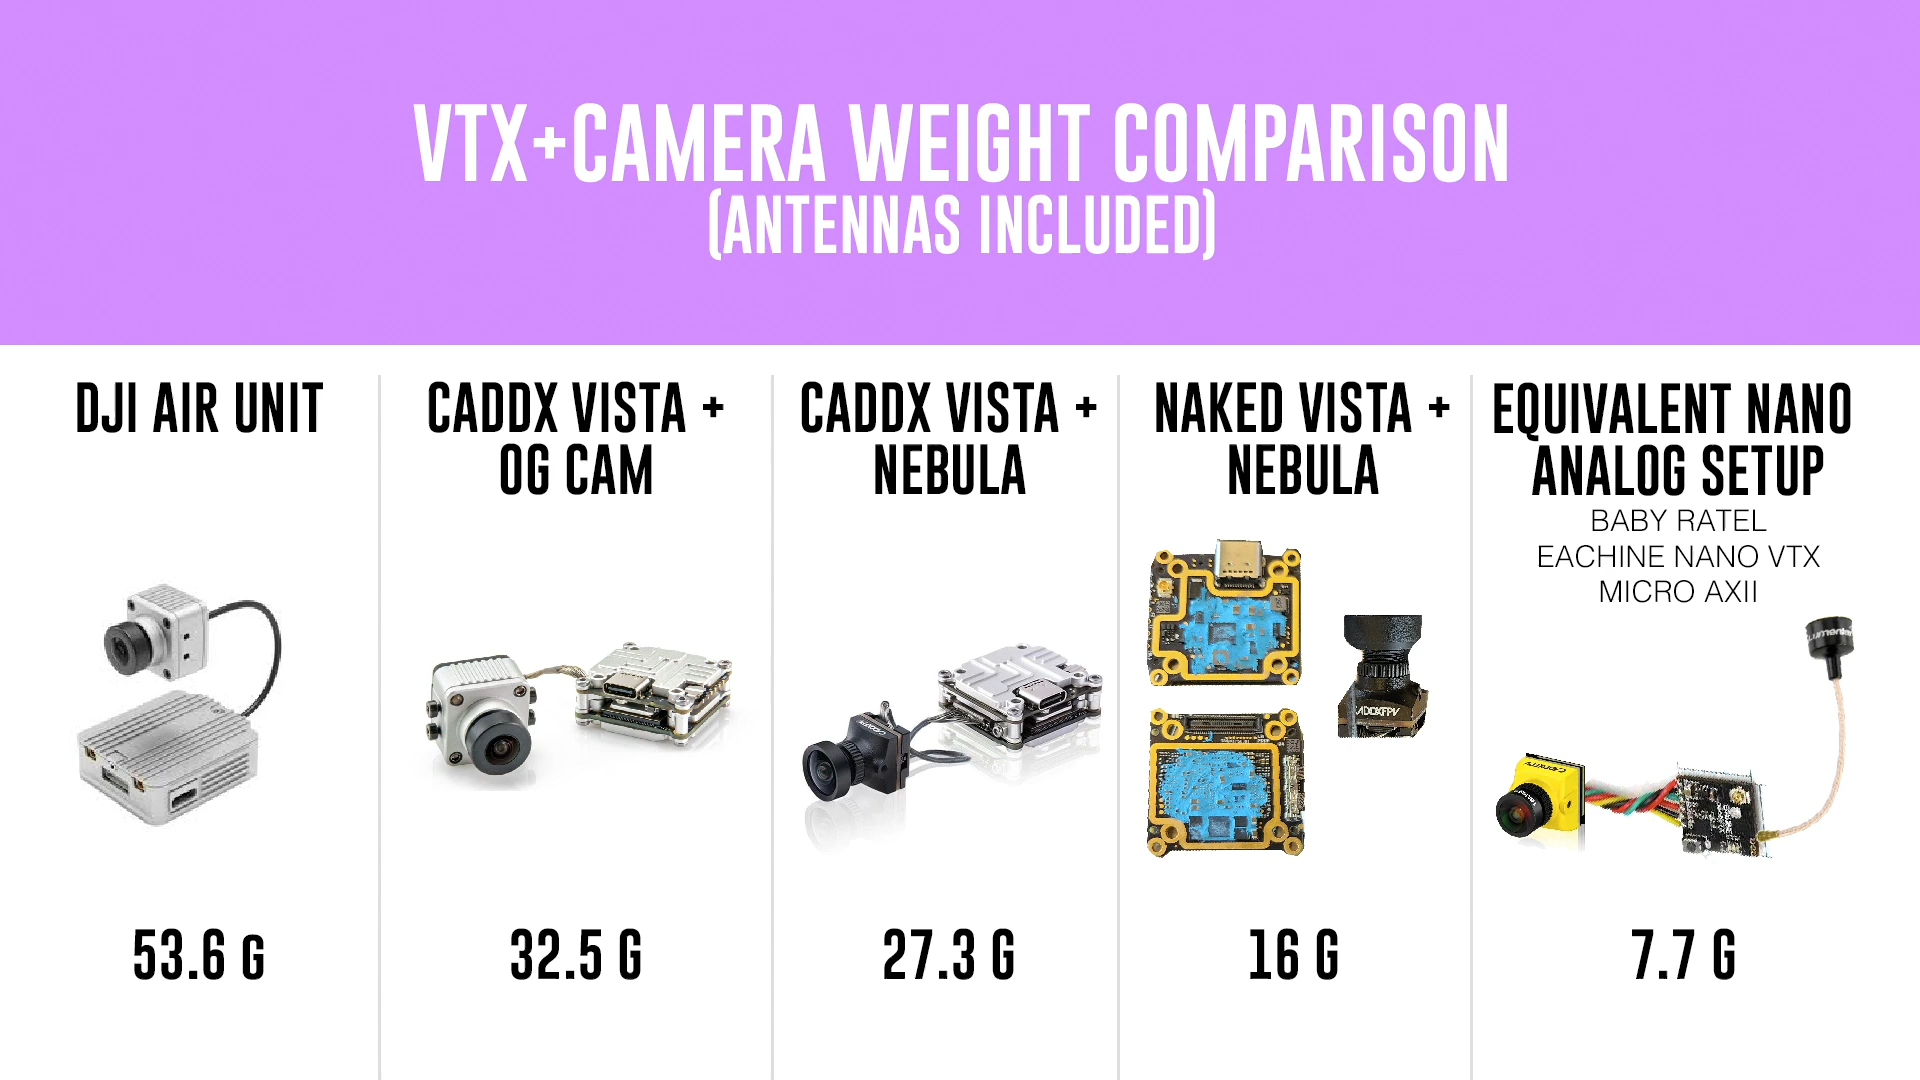 VTX+CAMERA WEIGHT COMPARISON
(ANTENNAS INCLUDED)
DJI AIR UNIT
53.6 G
CADDX VISTA +
OG CAM
32.5 G
CADDX VISTA +
NEBULA
27.3 G
NAKED VISTA +
NEBULA
CADDXFPV
16 G
EQUIVALENT NANO
ANALOG SETUP
BABY RATEL
EACHINE NANO VTX
MICRO AXII
Lumenier
7.7 G